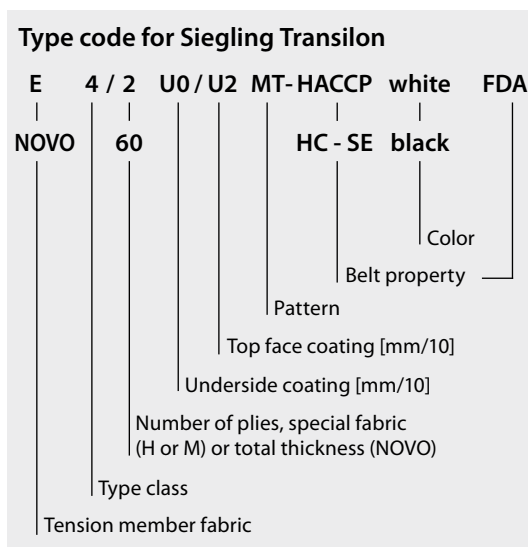 Type code for Siegling Transilon
E 4 / 2 U0 / U2 MT- HACCP white FDA
NOVO 60 HC - SE black
Color
Belt property
Pattern
Top face coating [mm/10]
Underside coating [mm/10]
Number of plies, special fabric
(H or M) or total thickness (NOVO)
Type class
Tension member fabric